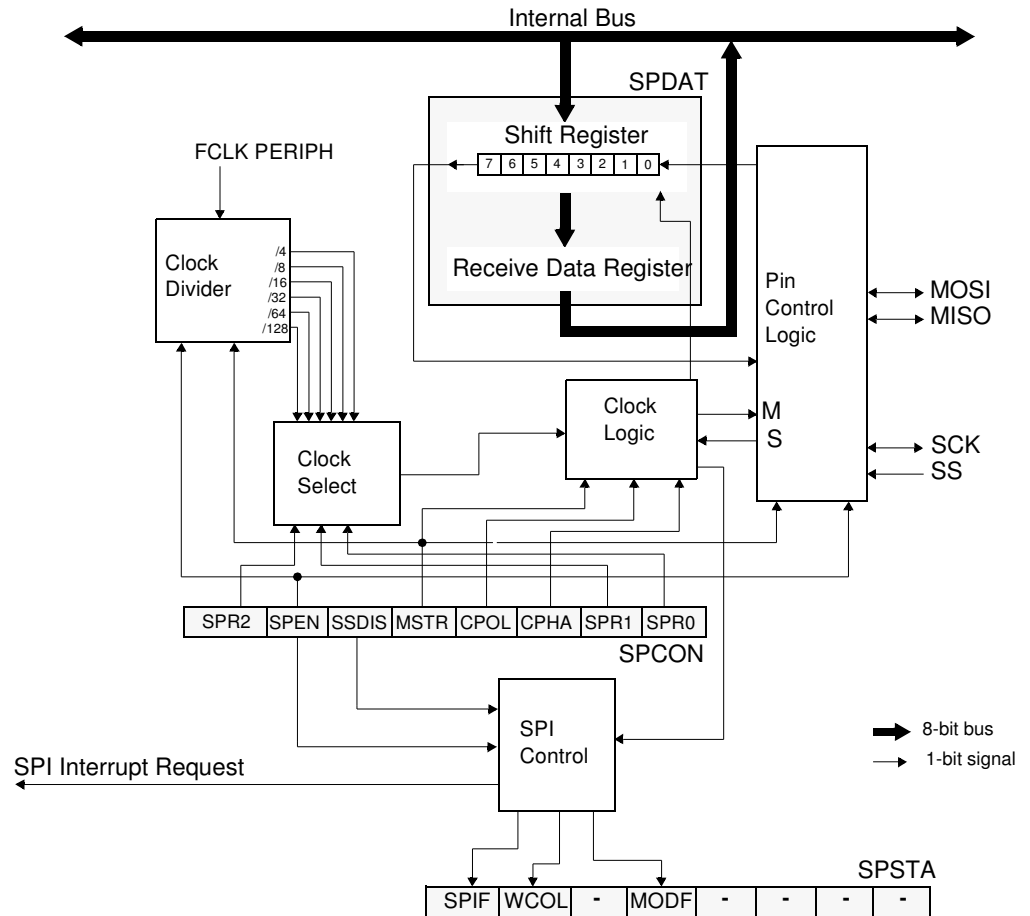 Internal Bus
SPDAT
Shift Register
7 6 5 4 3 2 1 0
FCLK PERIPH
Clock
Divider
/4
/8
/16
/32
/64
/128
Receive Data Register
Pin
Control
Logic
MOSI
MISO
Clock
Logic
M
S
SCK
SS
Clock
Select
SPR2 SPEN SSDIS MSTR CPOL CPHA SPR1 SPR0
SPCON
SPI
Control
8-bit bus
1-bit signal
SPI Interrupt Request
SPSTA
SPIF WCOL - MODF - - - -